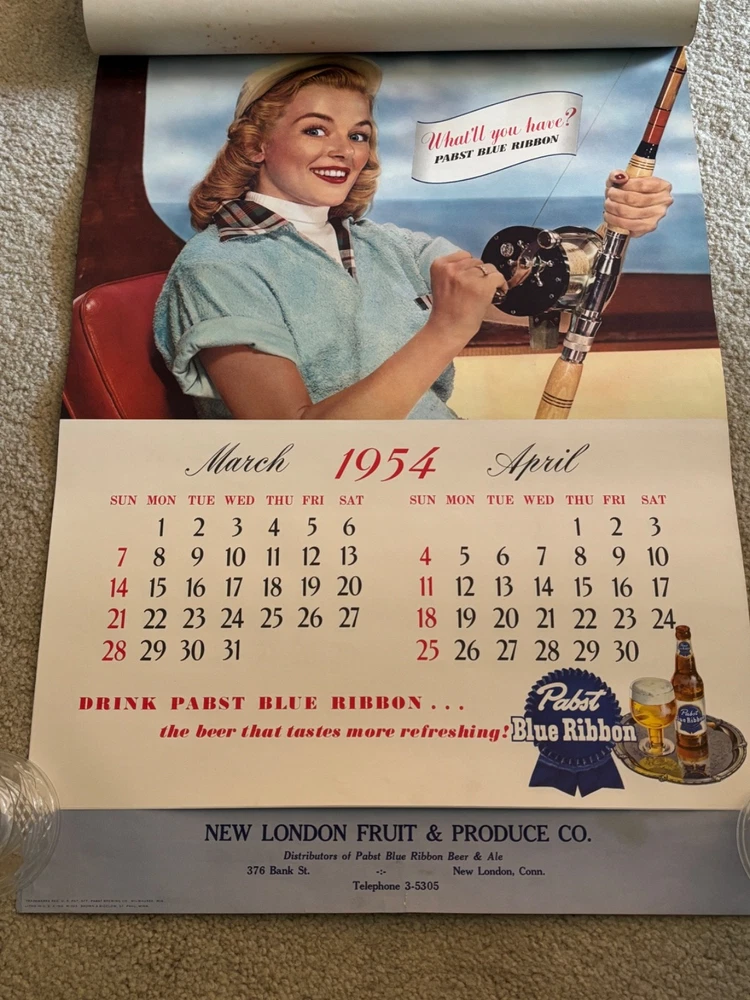 What'll you have?
PABST BLUE RIBBON
March 1954 April
SUN MON TUE WED THU FRI SAT SUN MON TUE WED THU FRI SAT
1 2 3 4 5 6 1 2 3
7 8 9 10 11 12 13 4 5 6 7 8 9 10
14 15 16 17 18 19 20 11 12 13 14 15 16 17
21 22 23 24 25 26 27 18 19 20 21 22 23 24
28 29 30 31 25 26 27 28 29 30
DRINK PABST BLUE RIBBON...
the beer that tastes more refreshing!
Pabst
Blue Ribbon
Pabst
Blue Ribbon
NEW LONDON FRUIT & PRODUCE CO.
Distributors of Pabst Blue Ribbon Beer & Ale
376 Bank St. -:- New London, Conn.
Telephone 3-5305